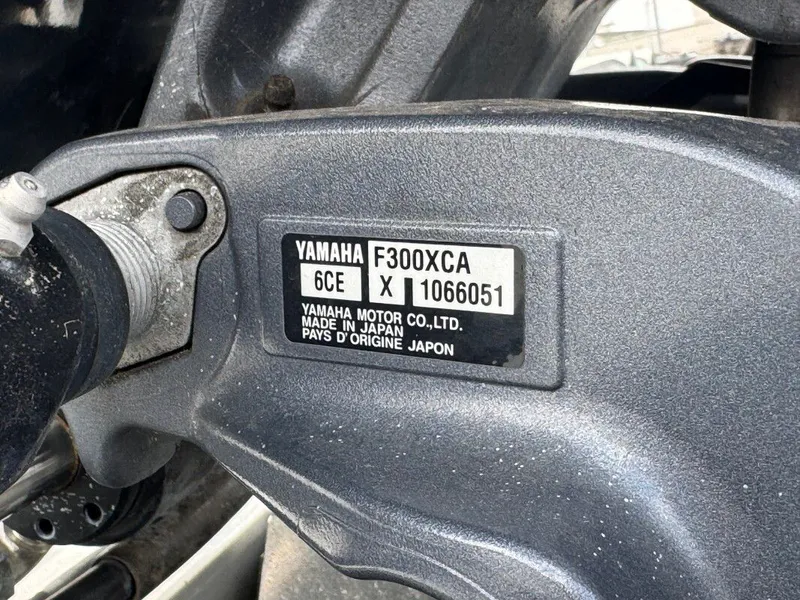 YAMAHA F300XCA
6CE X 1066051
YAMAHA MOTOR CO.,LTD.
MADE IN JAPAN
PAYS D'ORIGINE JAPON